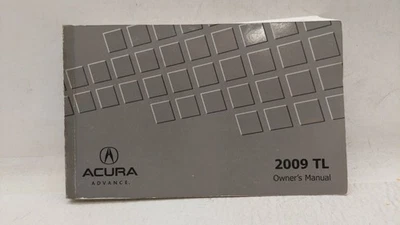 ACURA
ADVANCE
2009 TL
Owner's Manual